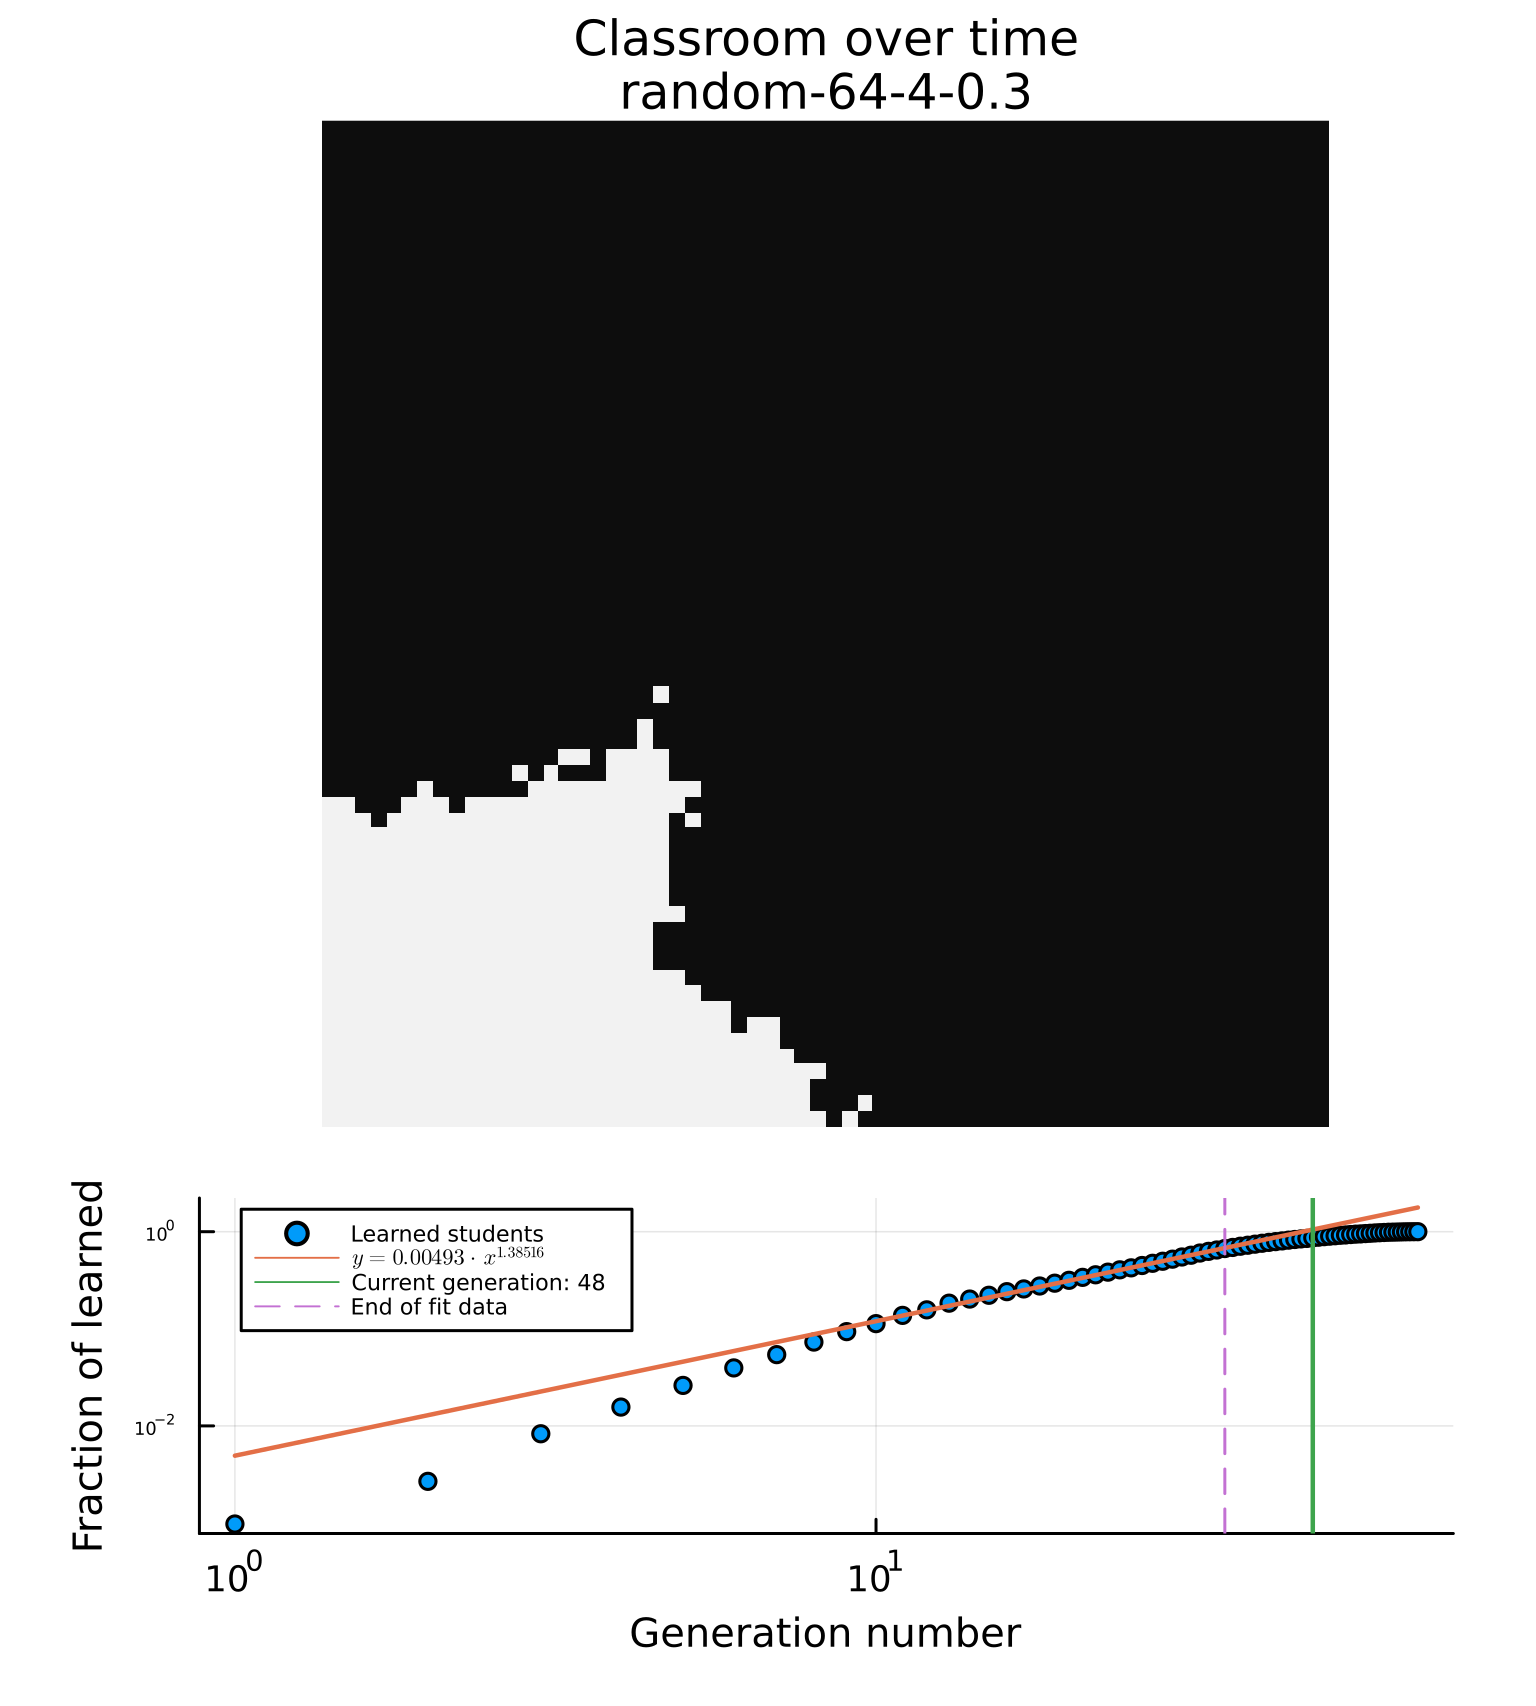 Classroom over time
random-64-4-0.3
Fraction of learned
10⁰
10⁻²
Learned students
y = 0.00493 · x^1.38516
Current generation: 48
End of fit data
10⁰
10¹
Generation number